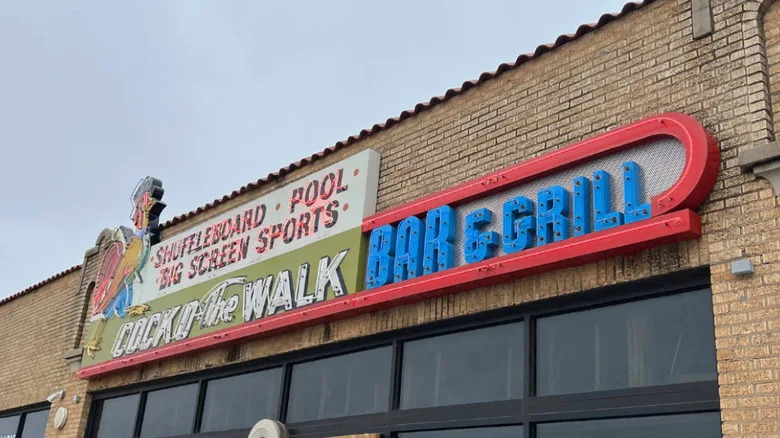 SHUFFLEBOARD · POOL ·
· BIG SCREEN SPORTS ·
COCK O' The WALK
BAR & GRILL